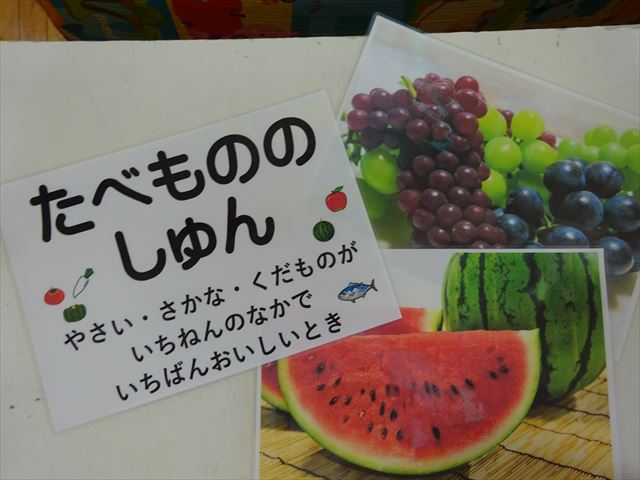 たべものの
しゅん
やさい・さかな・くだものが
いちねんのなかで
いちばんおいしいとき